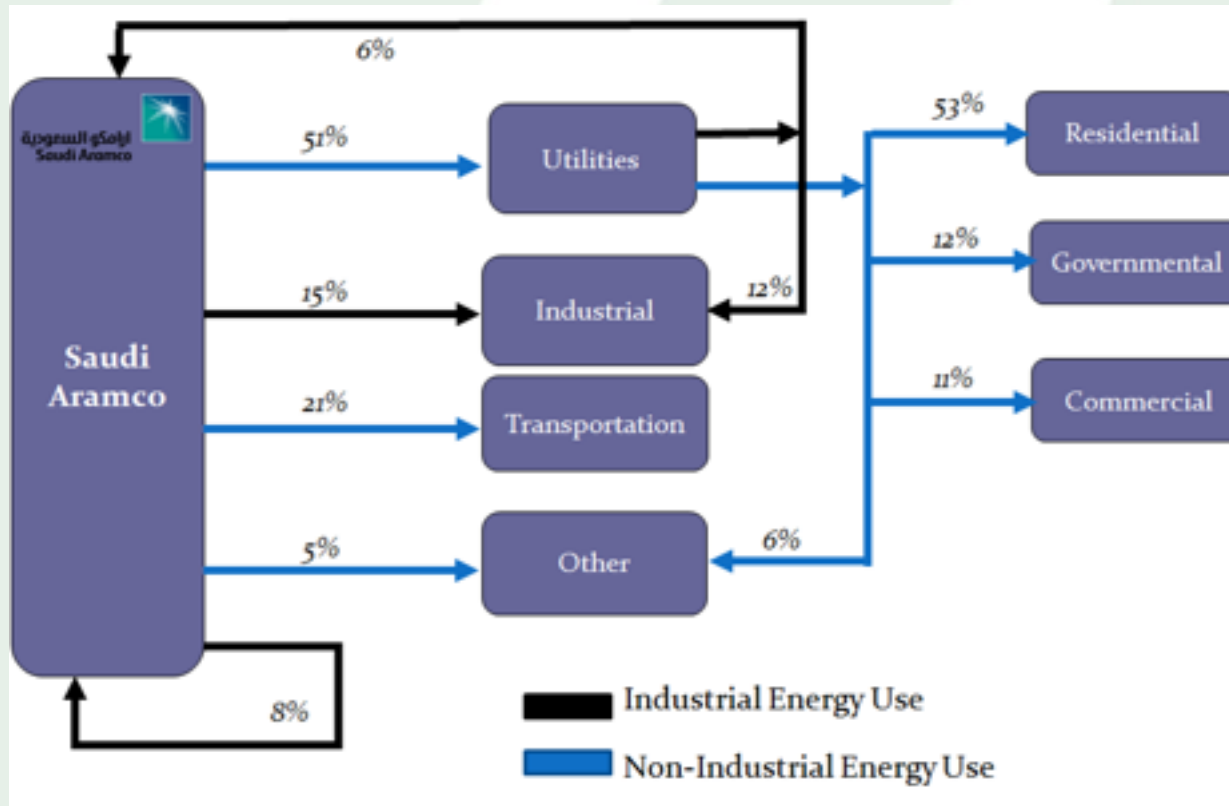 6%
ارامكو السعودية
Saudi Aramco
51%
Utilities
53%
Residential
12%
Governmental
15%
Industrial
12%
Saudi
Aramco
21%
Transportation
11%
Commercial
5%
Other
6%
8%
Industrial Energy Use
Non-Industrial Energy Use